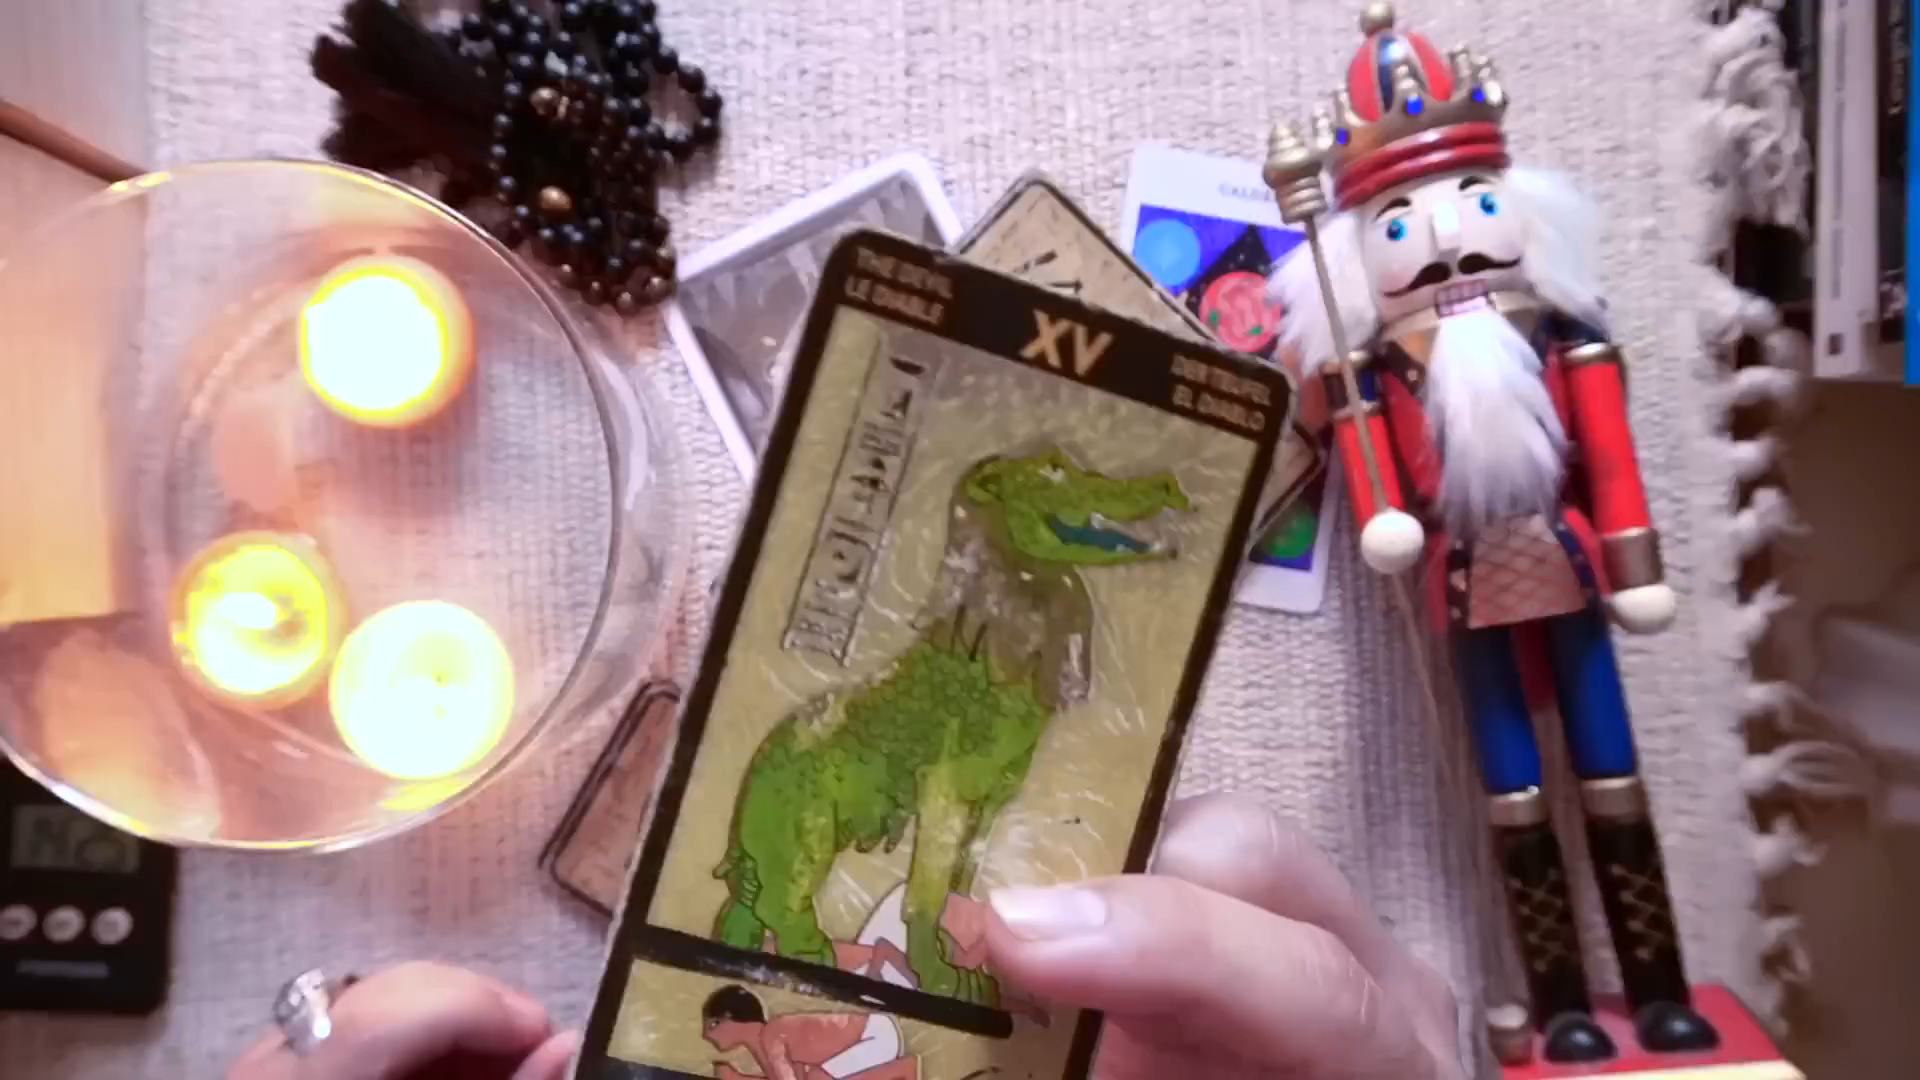 THE DEVIL
LE DIABLE
XV
DER TEUFEL
EL DIABLO